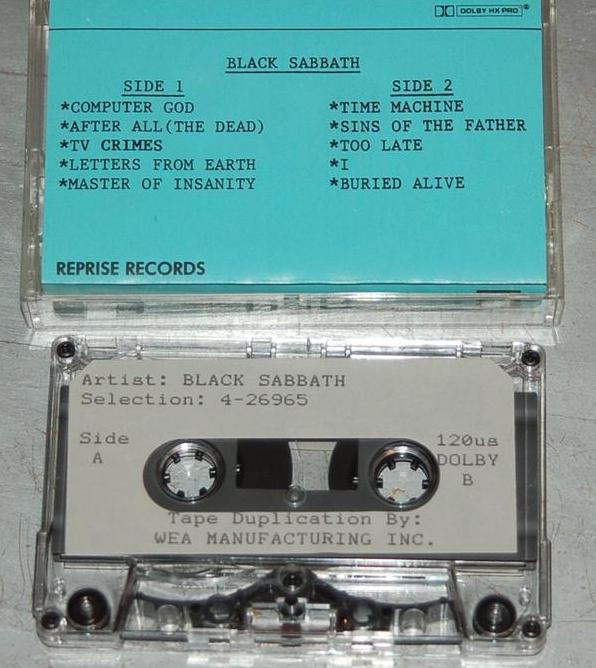 DOLBY HX PRO®
BLACK SABBATH
SIDE 1
*COMPUTER GOD
*AFTER ALL(THE DEAD)
*TV CRIMES
*LETTERS FROM EARTH
*MASTER OF INSANITY
SIDE 2
*TIME MACHINE
*SINS OF THE FATHER
*TOO LATE
*I
*BURIED ALIVE
REPRISE RECORDS
Artist: BLACK SABBATH
Selection: 4-26965
Side
A
120us
DOLBY
B
Tape Duplication By:
WEA MANUFACTURING INC.